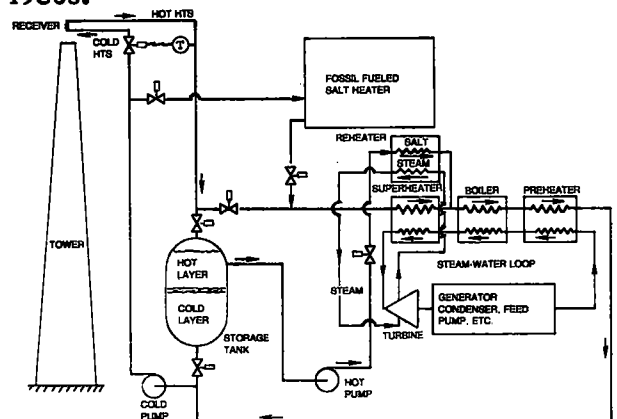 1980s.
RECEIVER
HOT HTS
COLD
HTS
T
FOSSIL FUELED
SALT HEATER
REHEATER
SALT
STEAM
SUPERHEATER
BOILER
PREHEATER
TOWER
HOT
LAYER
COLD
LAYER
STORAGE
TANK
STEAM
STEAM-WATER LOOP
TURBINE
GENERATOR
CONDENSER, FEED
PUMP, ETC.
HOT
PUMP
COLD
PUMP